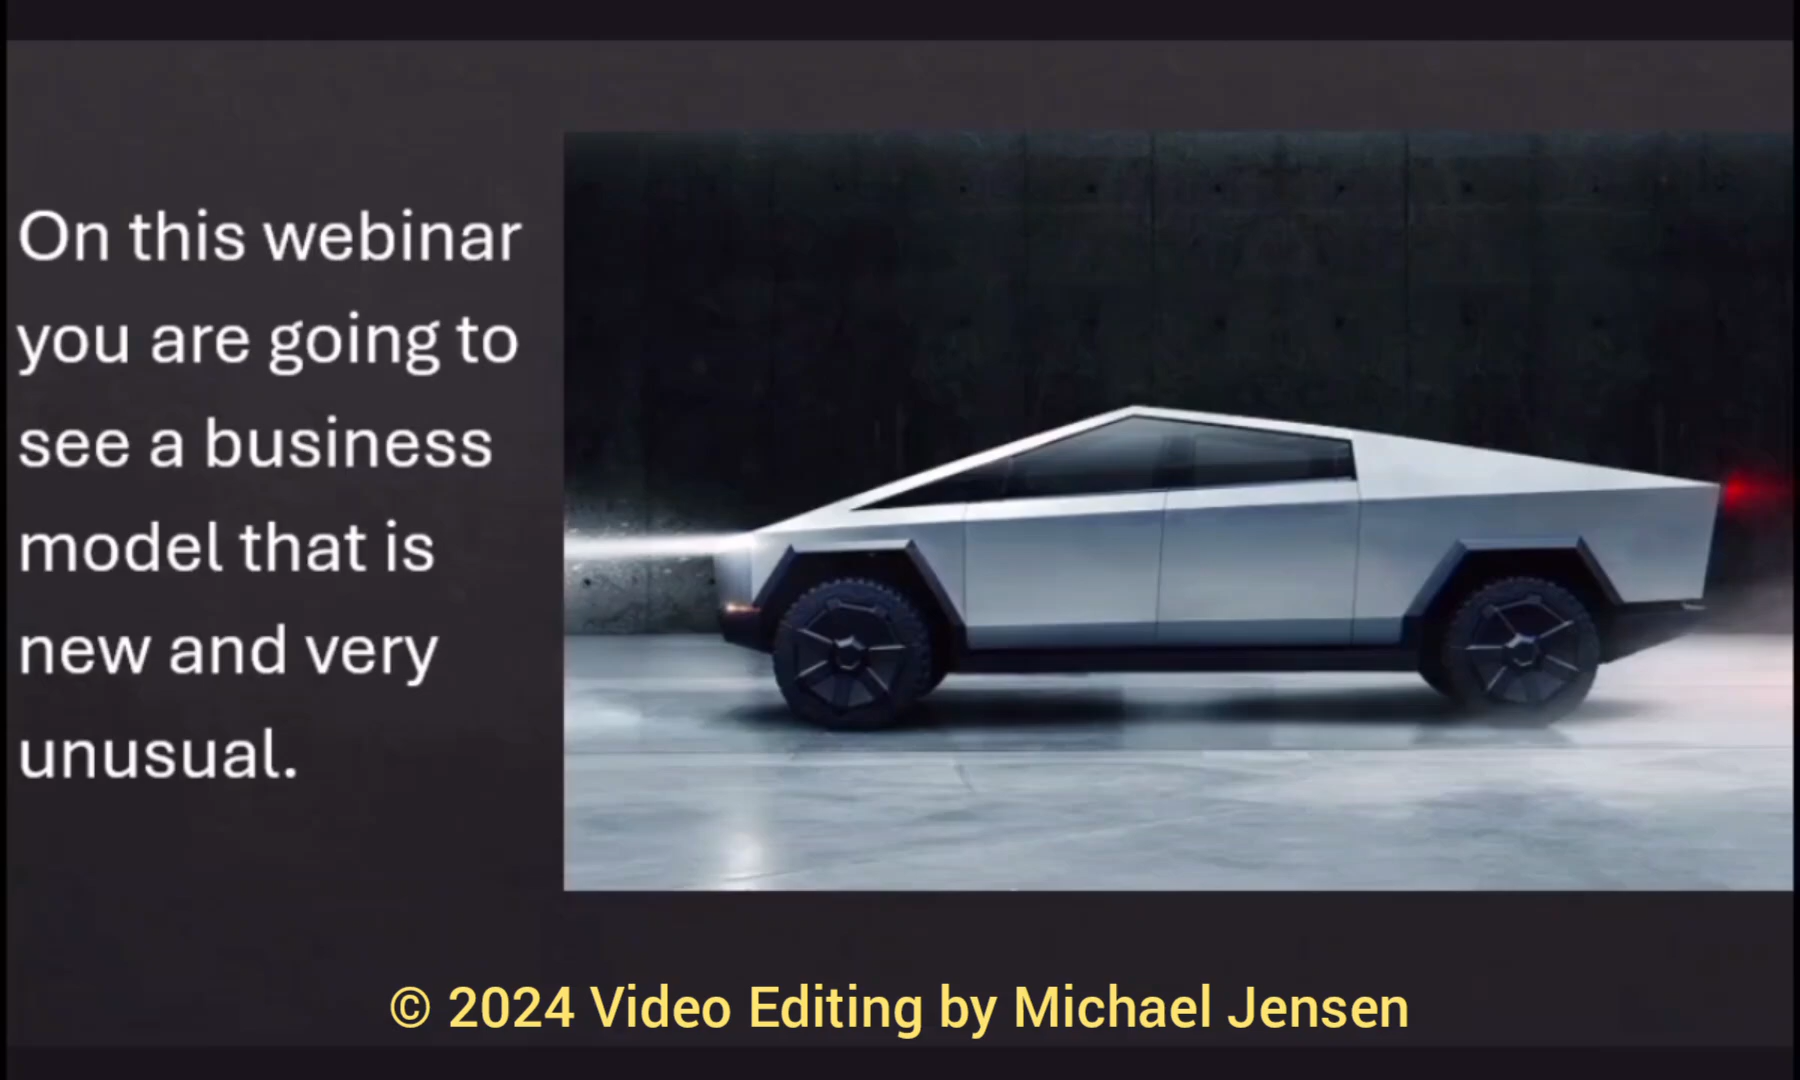 On this webinar
you are going to
see a business
model that is
new and very
unusual.
© 2024 Video Editing by Michael Jensen